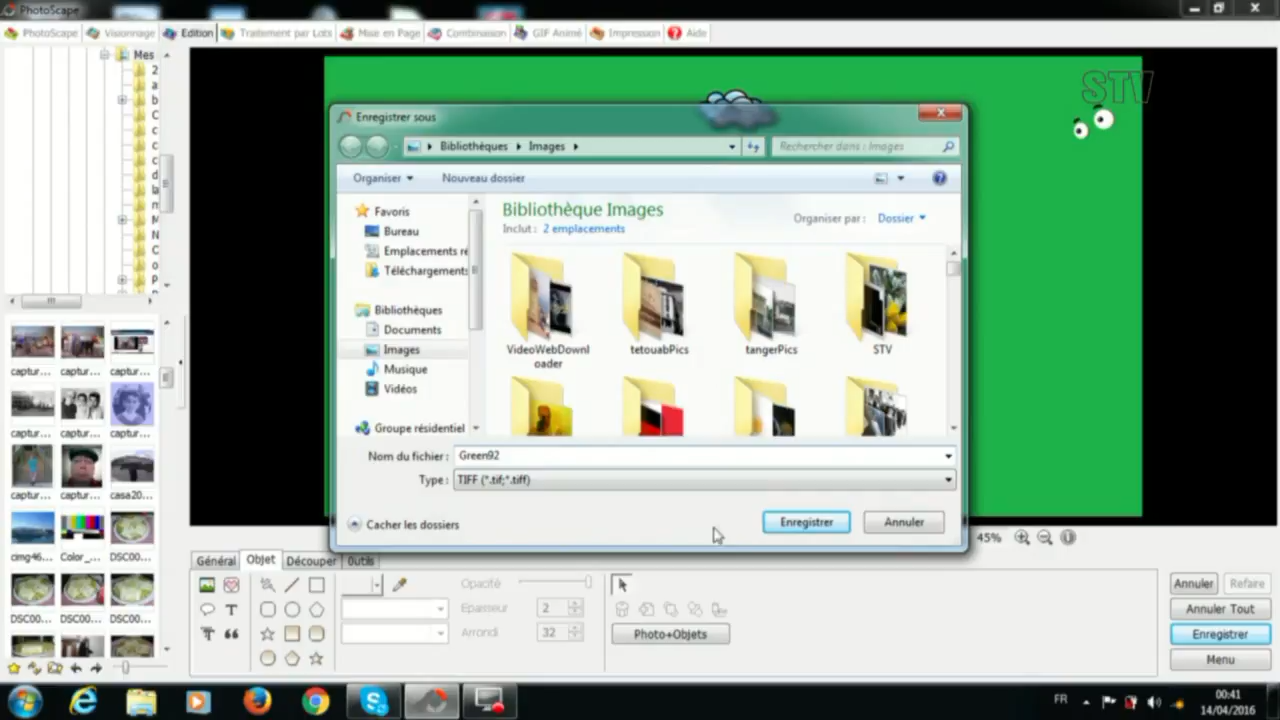 PhotoScape
PhotoScape
Visionnage
Edition
Traitement par Lots
Mise en Page
Combinaison
GIF Animé
Impression
Aide
Mes
STV
Enregistrer sous
Bibliothèques
Images
Rechercher dans : Images
Organiser
Nouveau dossier
Favoris
Bureau
Emplacements ré
Téléchargements
Bibliothèques
Documents
Images
Musique
Vidéos
Groupe résidentiel
Bibliothèque Images
Inclut : 2 emplacements
Organiser par : Dossier
VideoWebDownl
oader
tetouabPics
tangerPics
STV
Nom du fichier : Green92
Type : TIFF (*.tif;*.tiff)
Cacher les dossiers
Enregistrer
Annuler
captur... captur... captur...
captur... captur... captur...
captur... captur... casa20...
cimg46... Color_... DSC00...
DSC00... DSC00... DSC00...
45%
Général
Objet
Découper
Outils
Opacité
Epaisseur 2
Arrondi 32
Photo+Objets
Annuler
Refaire
Annuler Tout
Enregistrer
Menu
FR
00:41
14/04/2016